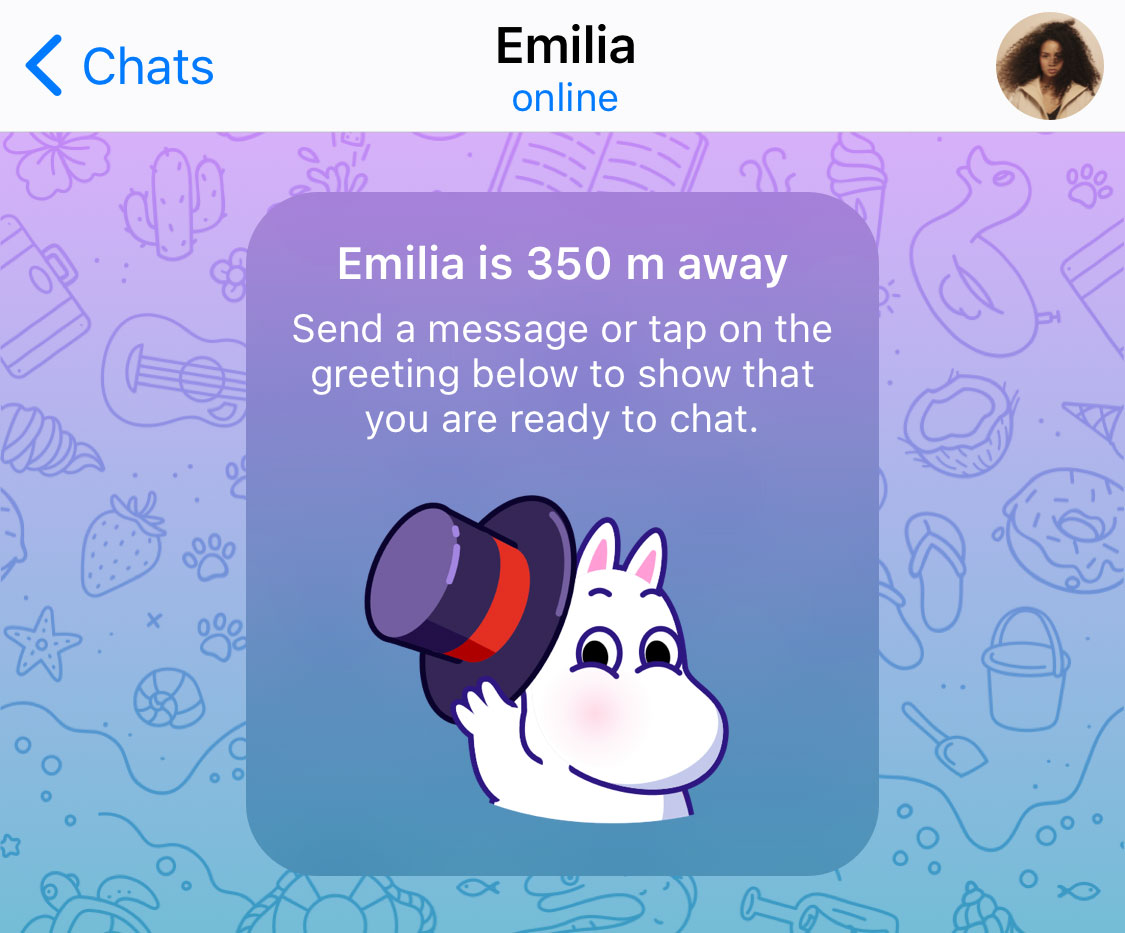 Chats
Emilia
online
Emilia is 350 m away
Send a message or tap on the
greeting below to show that
you are ready to chat.